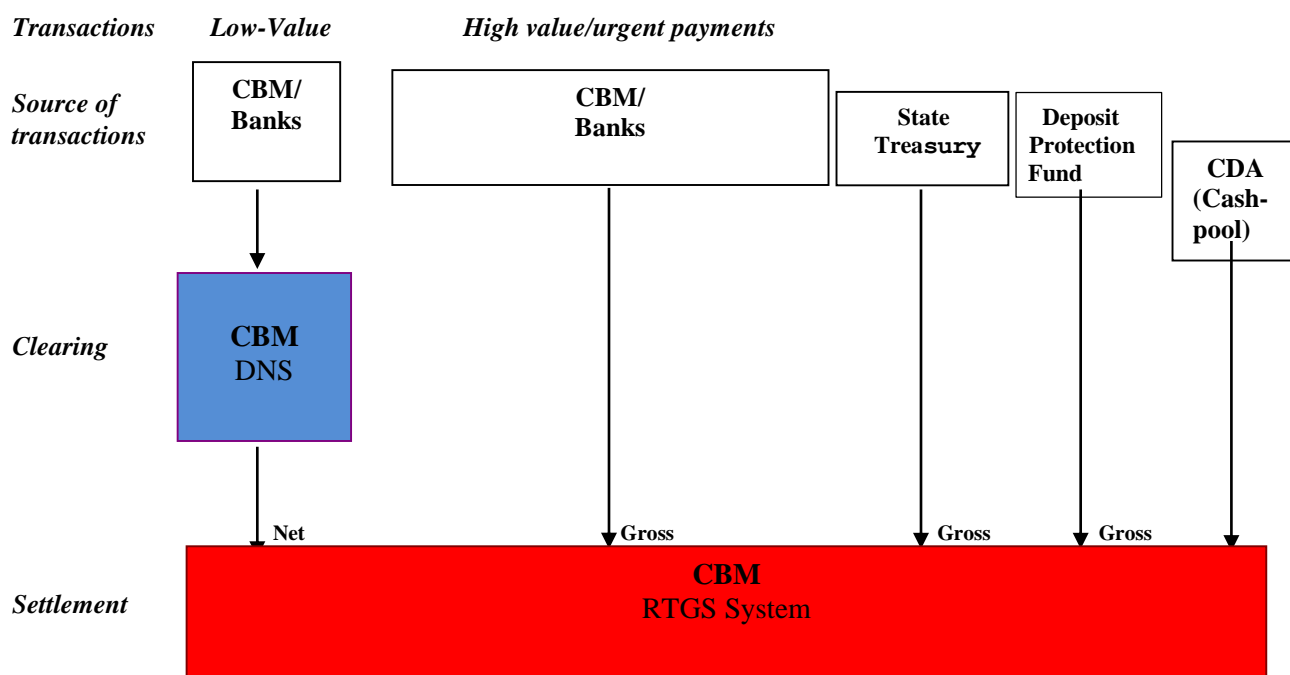 Transactions Low-Value High value/urgent payments
Source of
transactions
CBM/
Banks
CBM/
Banks
State
Treasury
Deposit
Protection
Fund
CDA
(Cash-
pool)
Clearing
CBM
DNS
Net Gross Gross Gross
Settlement
CBM
RTGS System